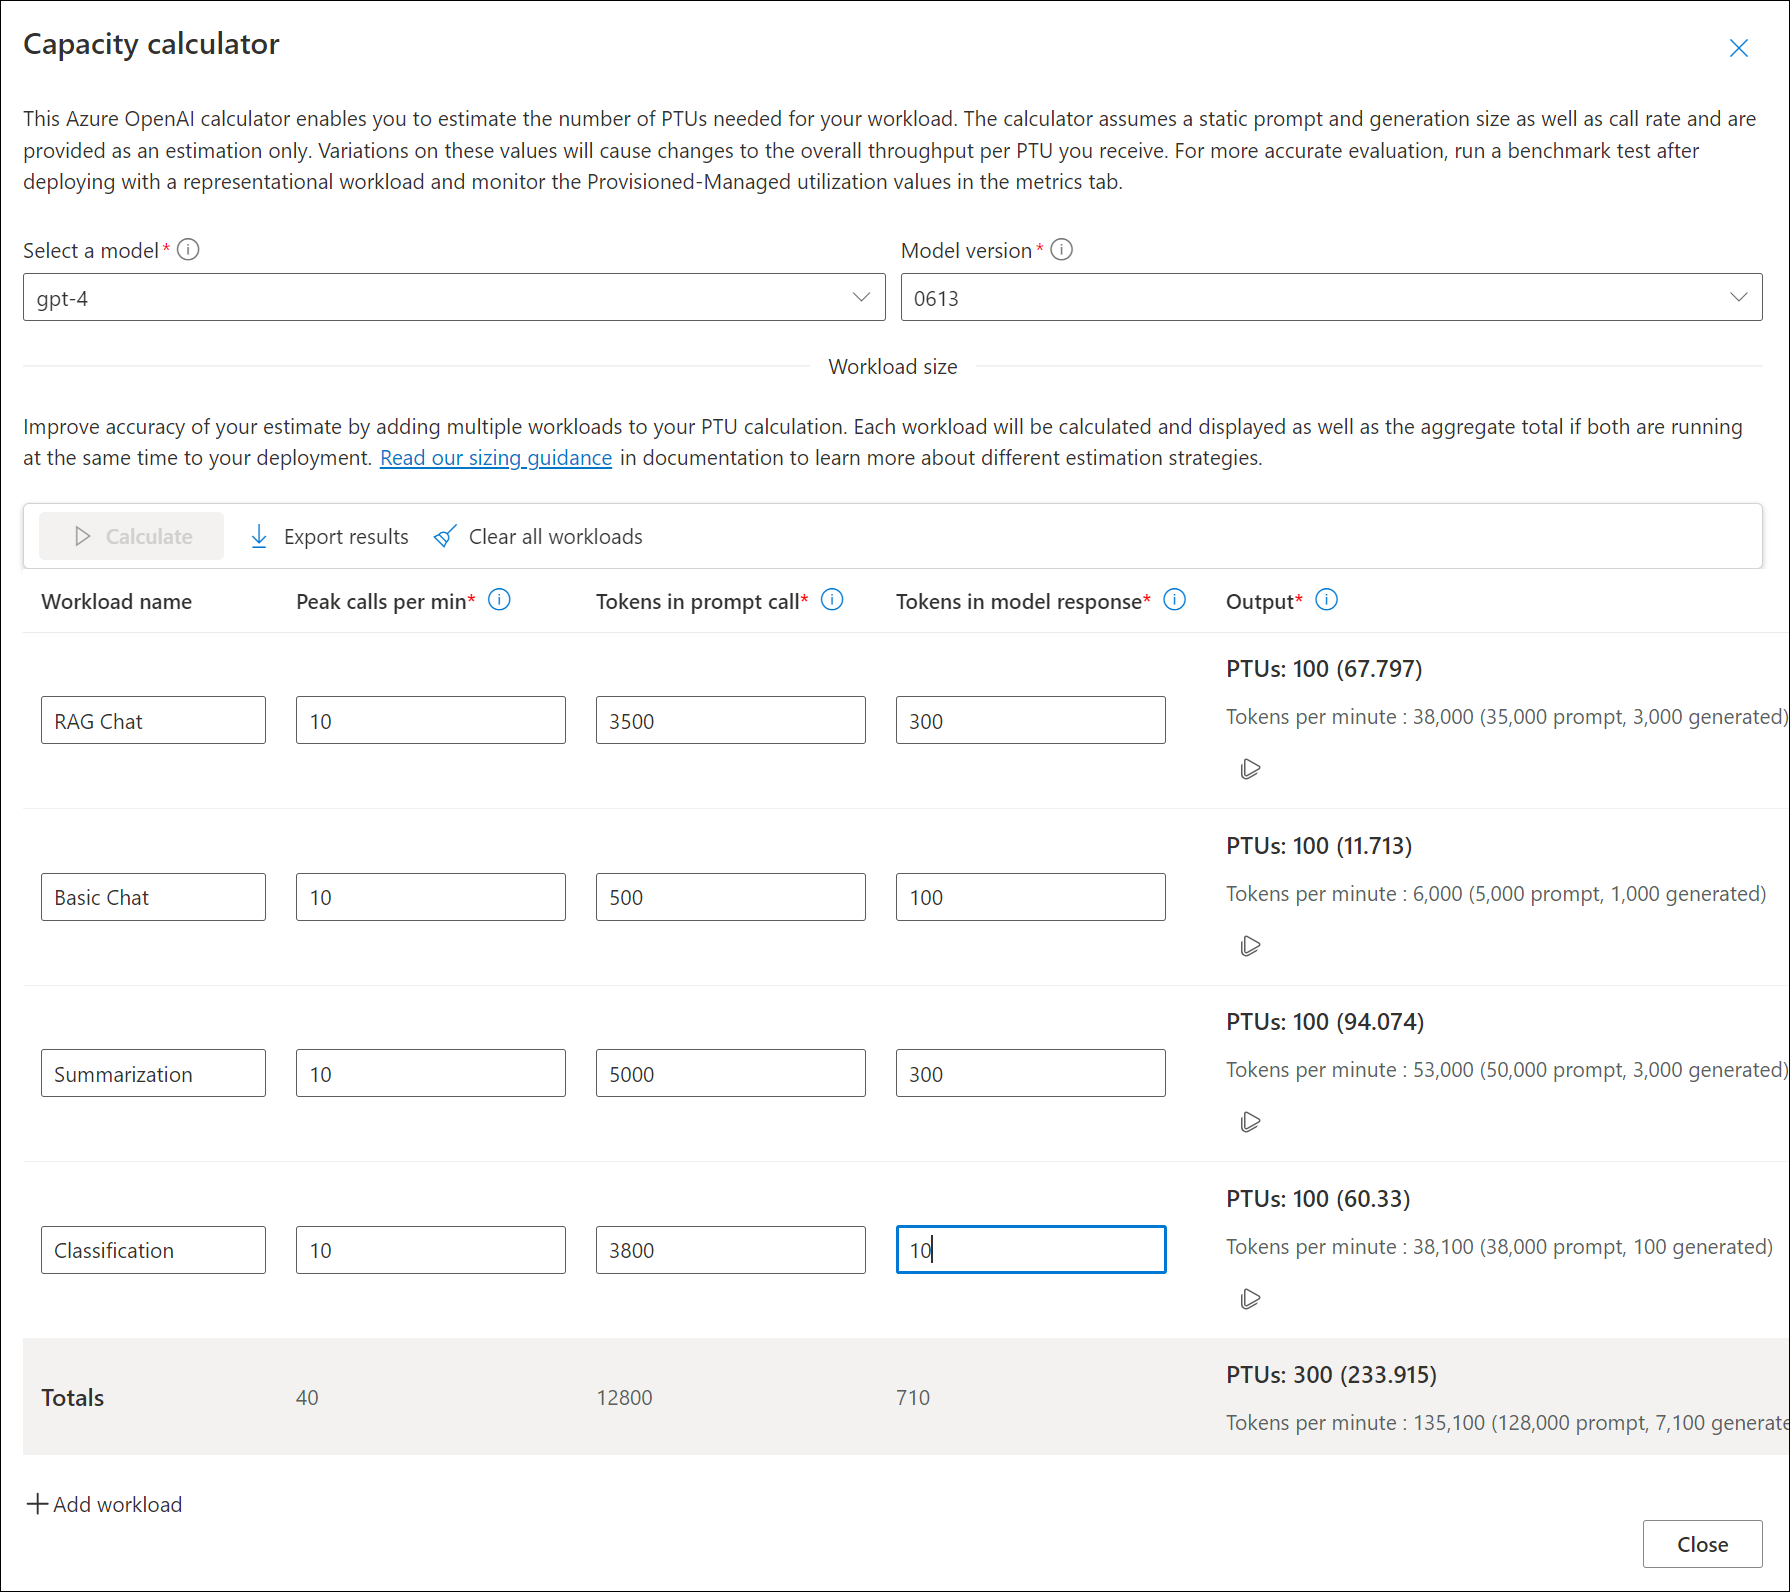 Capacity calculator
This Azure OpenAI calculator enables you to estimate the number of PTUs needed for your workload. The calculator assumes a static prompt and generation size as well as call rate and are
provided as an estimation only. Variations on these values will cause changes to the overall throughput per PTU you receive. For more accurate evaluation, run a benchmark test after
deploying with a representational workload and monitor the Provisioned-Managed utilization values in the metrics tab.
Select a model* Model version*
gpt-4 0613
Workload size
Improve accuracy of your estimate by adding multiple workloads to your PTU calculation. Each workload will be calculated and displayed as well as the aggregate total if both are running
at the same time to your deployment. Read our sizing guidance in documentation to learn more about different estimation strategies.
Calculate Export results Clear all workloads
Workload name Peak calls per min* Tokens in prompt call* Tokens in model response* Output*
PTUs: 100 (67.797)
RAG Chat 10 3500 300 Tokens per minute : 38,000 (35,000 prompt, 3,000 generated)
PTUs: 100 (11.713)
Basic Chat 10 500 100 Tokens per minute : 6,000 (5,000 prompt, 1,000 generated)
PTUs: 100 (94.074)
Summarization 10 5000 300 Tokens per minute : 53,000 (50,000 prompt, 3,000 generated)
PTUs: 100 (60.33)
Classification 10 3800 10 Tokens per minute : 38,100 (38,000 prompt, 100 generated)
PTUs: 300 (233.915)
Totals 40 12800 710
Tokens per minute : 135,100 (128,000 prompt, 7,100 generate
Add workload
Close